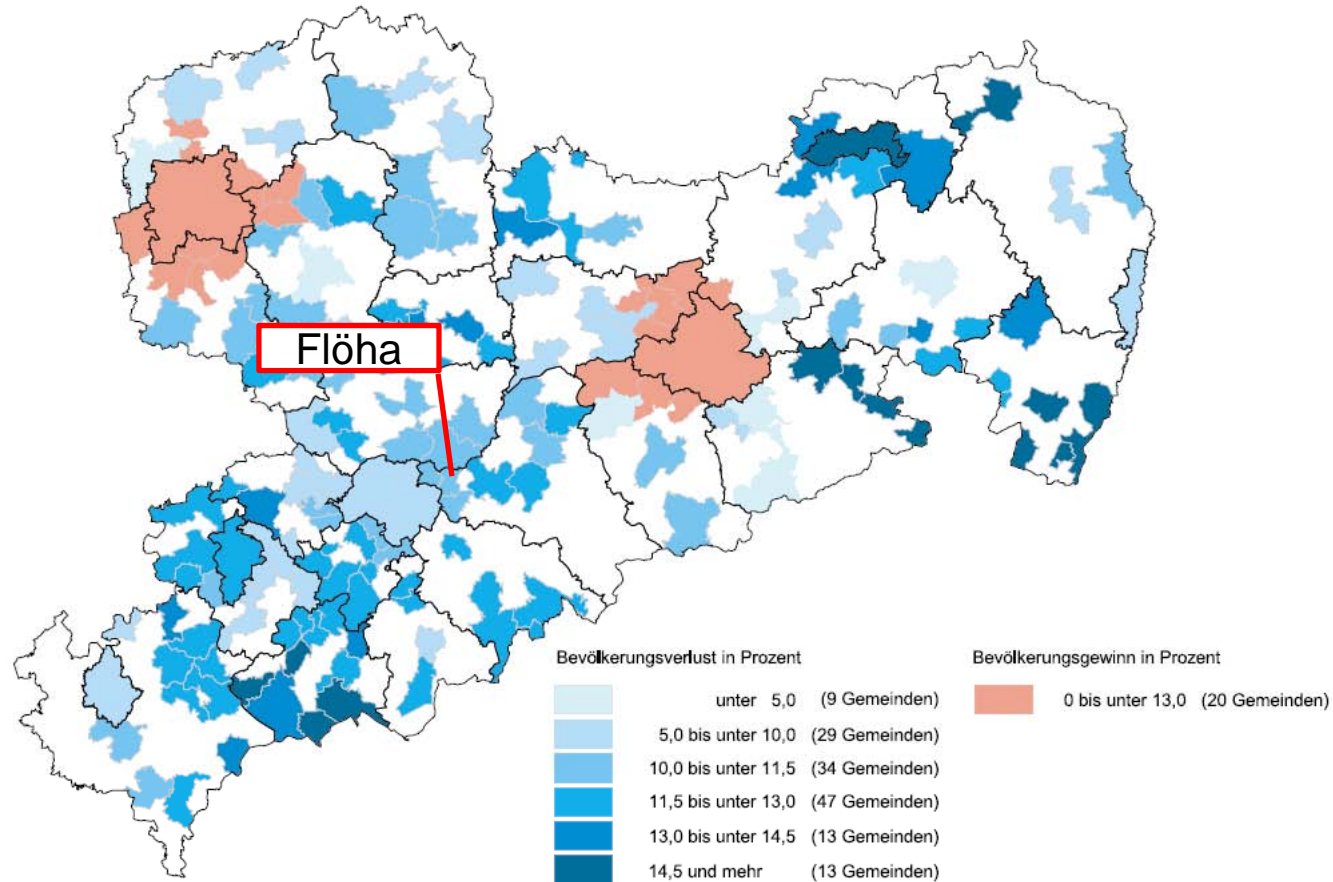 Flöha
Bevölkerungsverlust in Prozent
unter 5,0 (9 Gemeinden)
5,0 bis unter 10,0 (29 Gemeinden)
10,0 bis unter 11,5 (34 Gemeinden)
11,5 bis unter 13,0 (47 Gemeinden)
13,0 bis unter 14,5 (13 Gemeinden)
14,5 und mehr (13 Gemeinden)
Bevölkerungsgewinn in Prozent
0 bis unter 13,0 (20 Gemeinden)